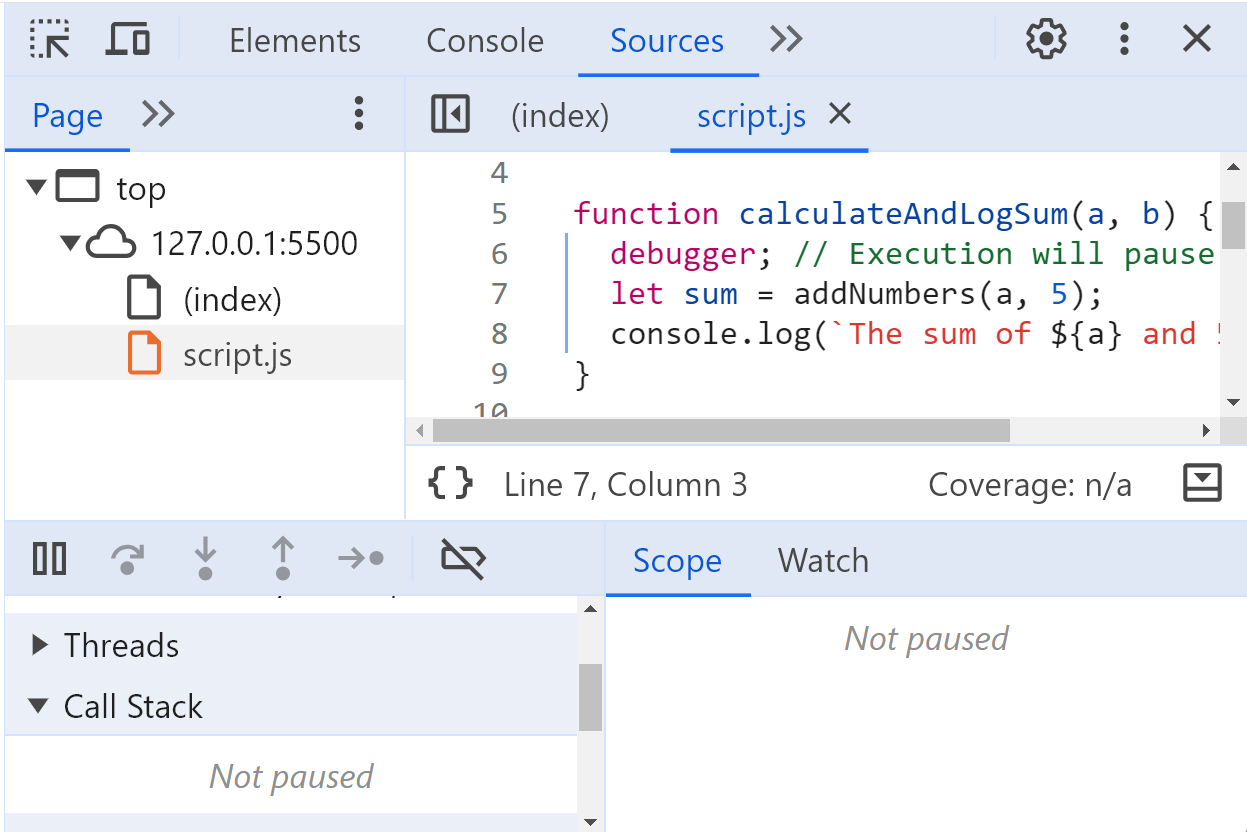 Elements Console Sources
Page
(index) script.js
top
127.0.0.1:5500
(index)
script.js
4
5 function calculateAndLogSum(a, b) {
6 debugger; // Execution will pause
7 let sum = addNumbers(a, 5);
8 console.log(`The sum of ${a} and
9 }
10
{} Line 7, Column 3 Coverage: n/a
Scope Watch
Threads
Call Stack
Not paused
Not paused